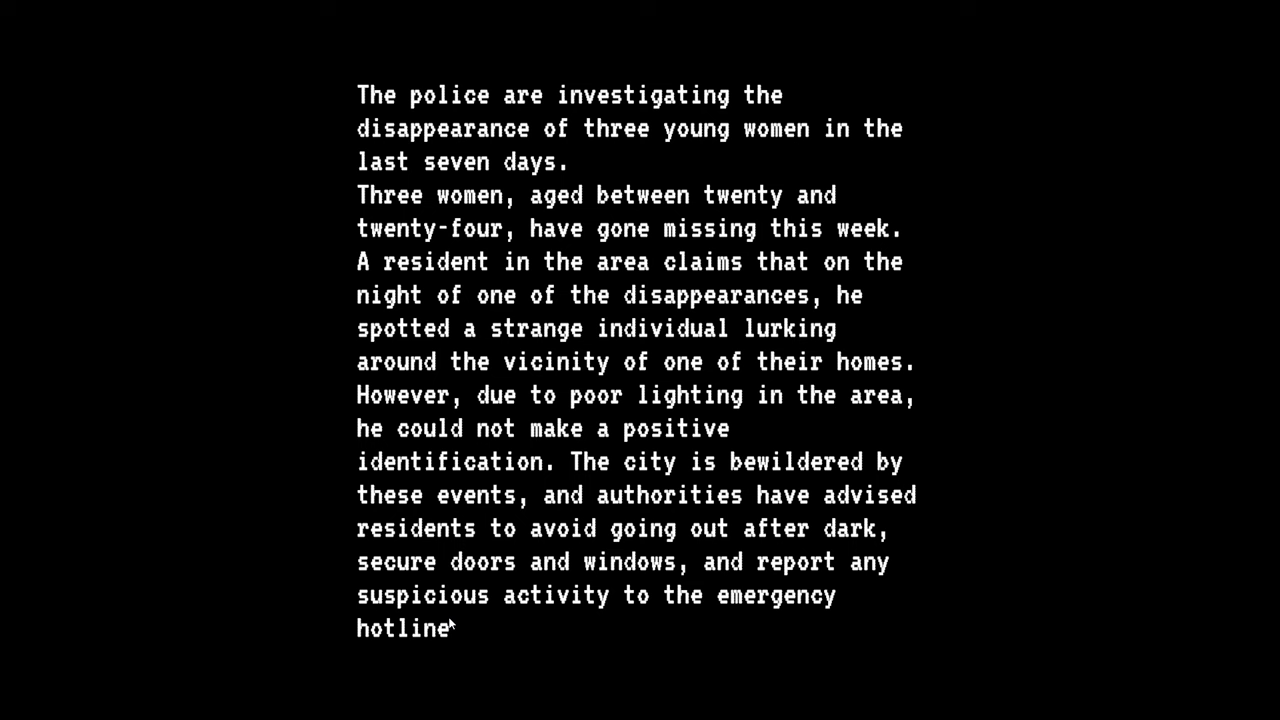 The police are investigating the
disappearance of three young women in the
last seven days.
Three women, aged between twenty and
twenty-four, have gone missing this week.
A resident in the area claims that on the
night of one of the disappearances, he
spotted a strange individual lurking
around the vicinity of one of their homes.
However, due to poor lighting in the area,
he could not make a positive
identification. The city is bewildered by
these events, and authorities have advised
residents to avoid going out after dark,
secure doors and windows, and report any
suspicious activity to the emergency
hotline